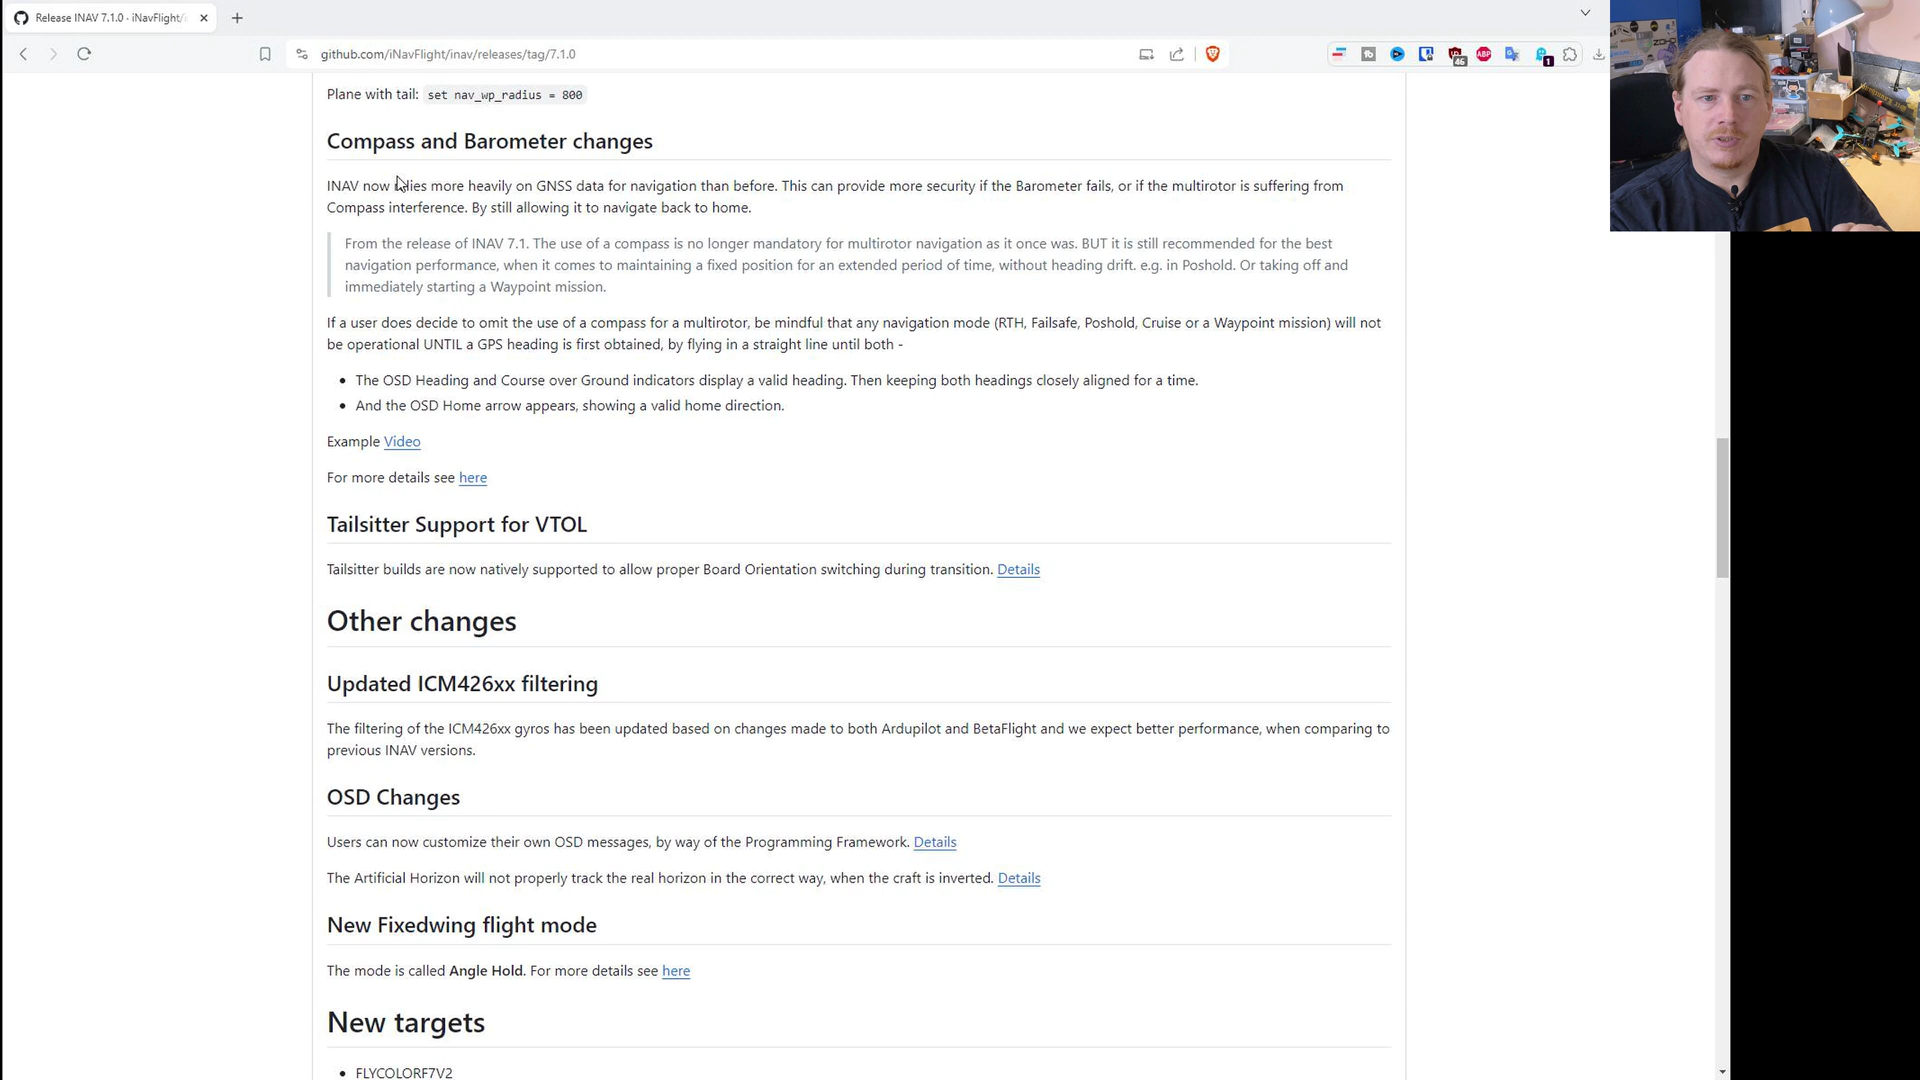 Release INAV 7.1.0 · iNavFlight/i
github.com/iNavFlight/inav/releases/tag/7.1.0
46
ABP
1
Plane with tail: set nav_wp_radius = 800
Compass and Barometer changes
INAV now relies more heavily on GNSS data for navigation than before. This can provide more security if the Barometer fails, or if the multirotor is suffering from
Compass interference. By still allowing it to navigate back to home.
From the release of INAV 7.1. The use of a compass is no longer mandatory for multirotor navigation as it once was. BUT it is still recommended for the best
navigation performance, when it comes to maintaining a fixed position for an extended period of time, without heading drift. e.g. in Poshold. Or taking off and
immediately starting a Waypoint mission.
If a user does decide to omit the use of a compass for a multirotor, be mindful that any navigation mode (RTH, Failsafe, Poshold, Cruise or a Waypoint mission) will not
be operational UNTIL a GPS heading is first obtained, by flying in a straight line until both -
• The OSD Heading and Course over Ground indicators display a valid heading. Then keeping both headings closely aligned for a time.
• And the OSD Home arrow appears, showing a valid home direction.
Example Video
For more details see here
Tailsitter Support for VTOL
Tailsitter builds are now natively supported to allow proper Board Orientation switching during transition. Details
Other changes
Updated ICM426xx filtering
The filtering of the ICM426xx gyros has been updated based on changes made to both Ardupilot and BetaFlight and we expect better performance, when comparing to
previous INAV versions.
OSD Changes
Users can now customize their own OSD messages, by way of the Programming Framework. Details
The Artificial Horizon will not properly track the real horizon in the correct way, when the craft is inverted. Details
New Fixedwing flight mode
The mode is called Angle Hold. For more details see here
New targets
• FLYCOLORF7V2